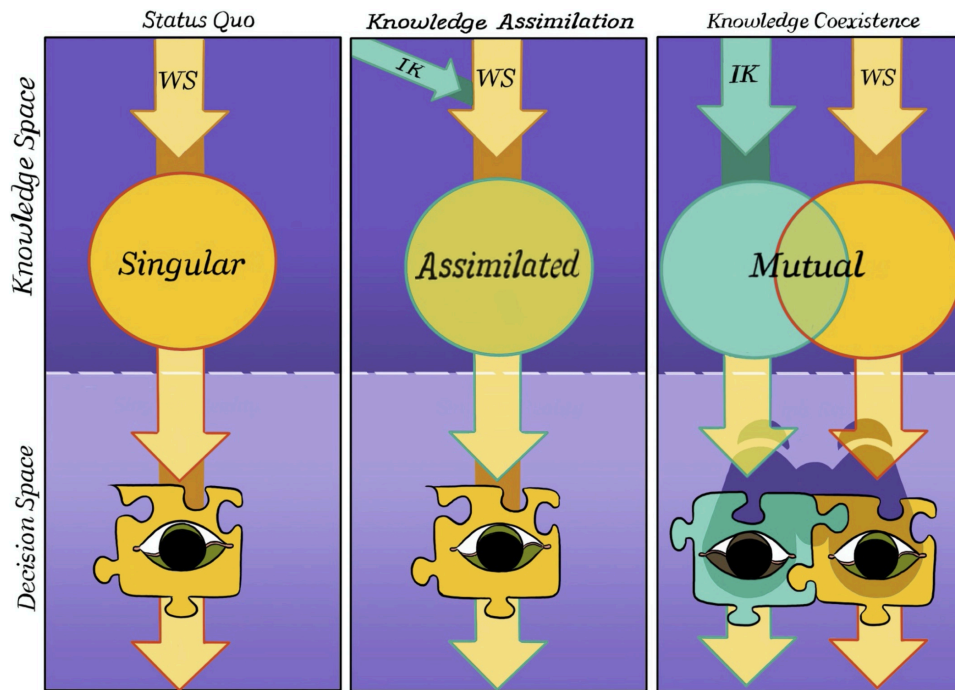 Status Quo
Knowledge Assimilation
Knowledge Coexistence
Knowledge Space
WS
IK
WS
IK
WS
Singular
Assimilated
Mutual
Decision Space